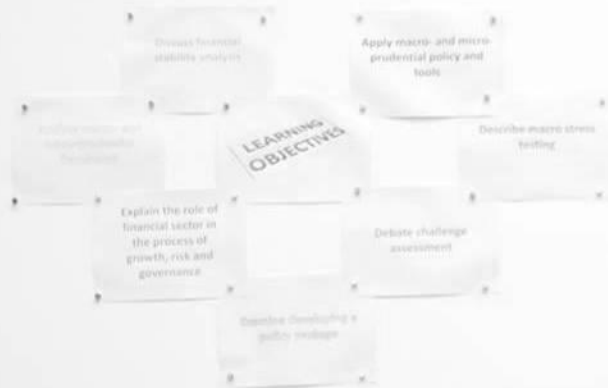 Discuss financial
stability analysis
Apply macro- and micro-
prudential policy and
tools
LEARNING
OBJECTIVES
Describe macro stress
testing
Explain the role of
financial sector in
the process of
growth, risk and
governance
Debate challenge
assessment
Examine developing a
policy